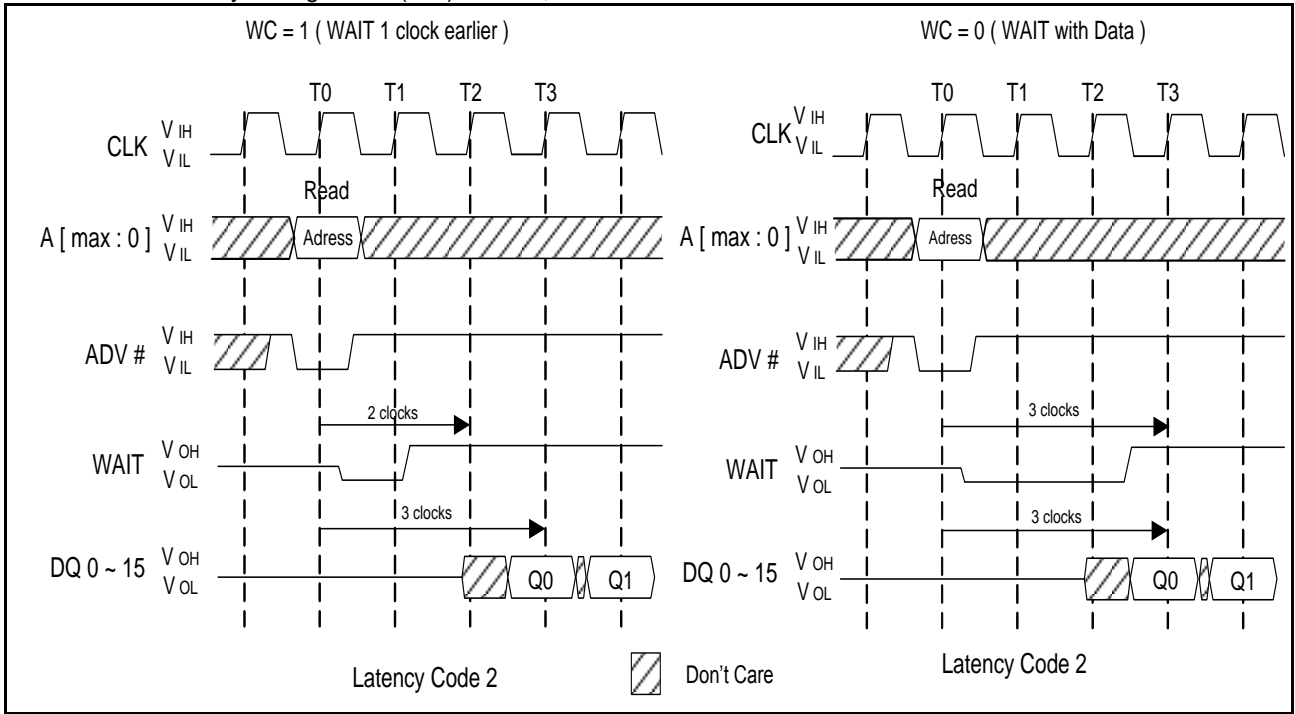 WC = 1 ( WAIT 1 clock earlier )
T0 T1 T2 T3
CLK V IH
V IL
Read
A [ max : 0 ] V IH
V IL
Adress
ADV # V IH
V IL
2 clocks
WAIT V OH
V OL
3 clocks
DQ 0 ~ 15 V OH
V OL
Q0 Q1
Latency Code 2
WC = 0 ( WAIT with Data )
T0 T1 T2 T3
CLK V IH
V IL
Read
A [ max : 0 ] V IH
V IL
Adress
ADV # V IH
V IL
3 clocks
WAIT V OH
V OL
3 clocks
DQ 0 ~ 15 V OH
V OL
Q0 Q1
Latency Code 2
Don't Care